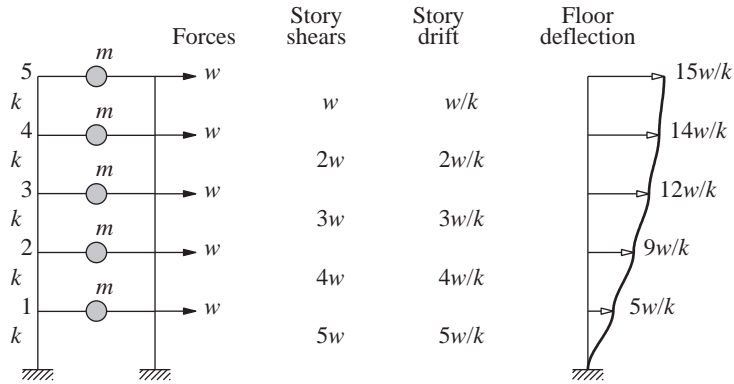 Forces
Story shears
Story drift
Floor deflection
m
5
w
15w/k
k
w
w/k
m
4
w
14w/k
k
2w
2w/k
m
3
w
12w/k
k
3w
3w/k
m
2
w
9w/k
k
4w
4w/k
m
1
w
5w/k
k
5w
5w/k